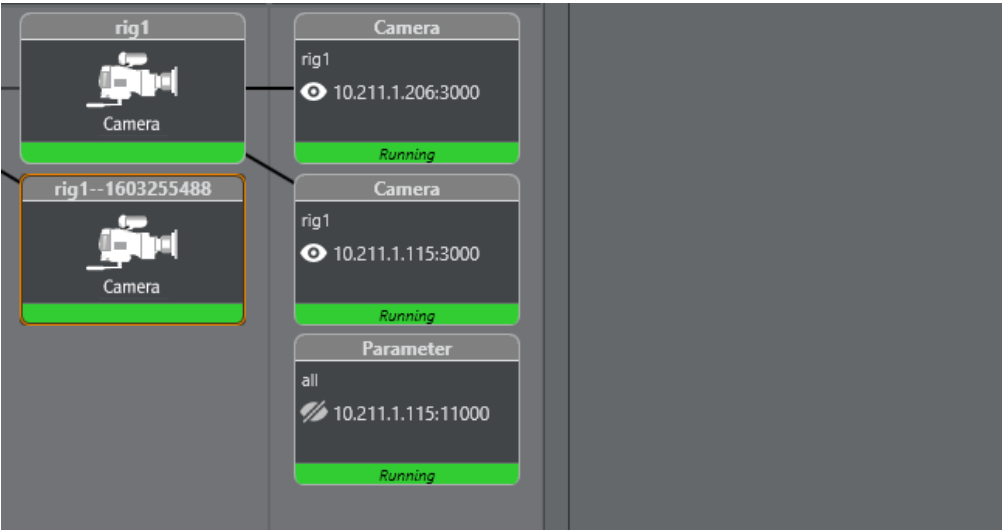 rig1
Camera
rig1--1603255488
Camera
Camera
rig1
10.211.1.206:3000
Running
Camera
rig1
10.211.1.115:3000
Running
Parameter
all
10.211.1.115:11000
Running